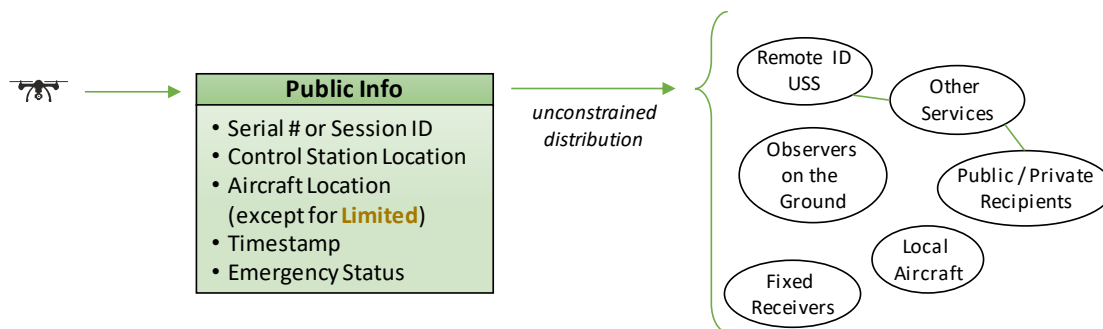 Public Info
• Serial # or Session ID
• Control Station Location
• Aircraft Location
(except for Limited)
• Timestamp
• Emergency Status
unconstrained
distribution
Remote ID
USS
Other
Services
Observers
on the
Ground
Public / Private
Recipients
Local
Aircraft
Fixed
Receivers